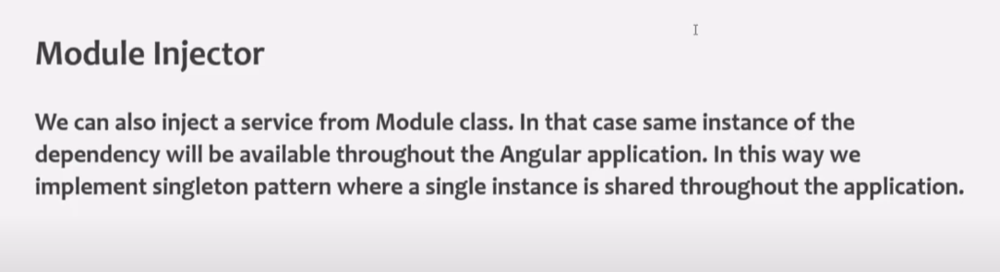 Module Injector
We can also inject a service from Module class. In that case same instance of the
dependency will be available throughout the Angular application. In this way we
implement singleton pattern where a single instance is shared throughout the application.